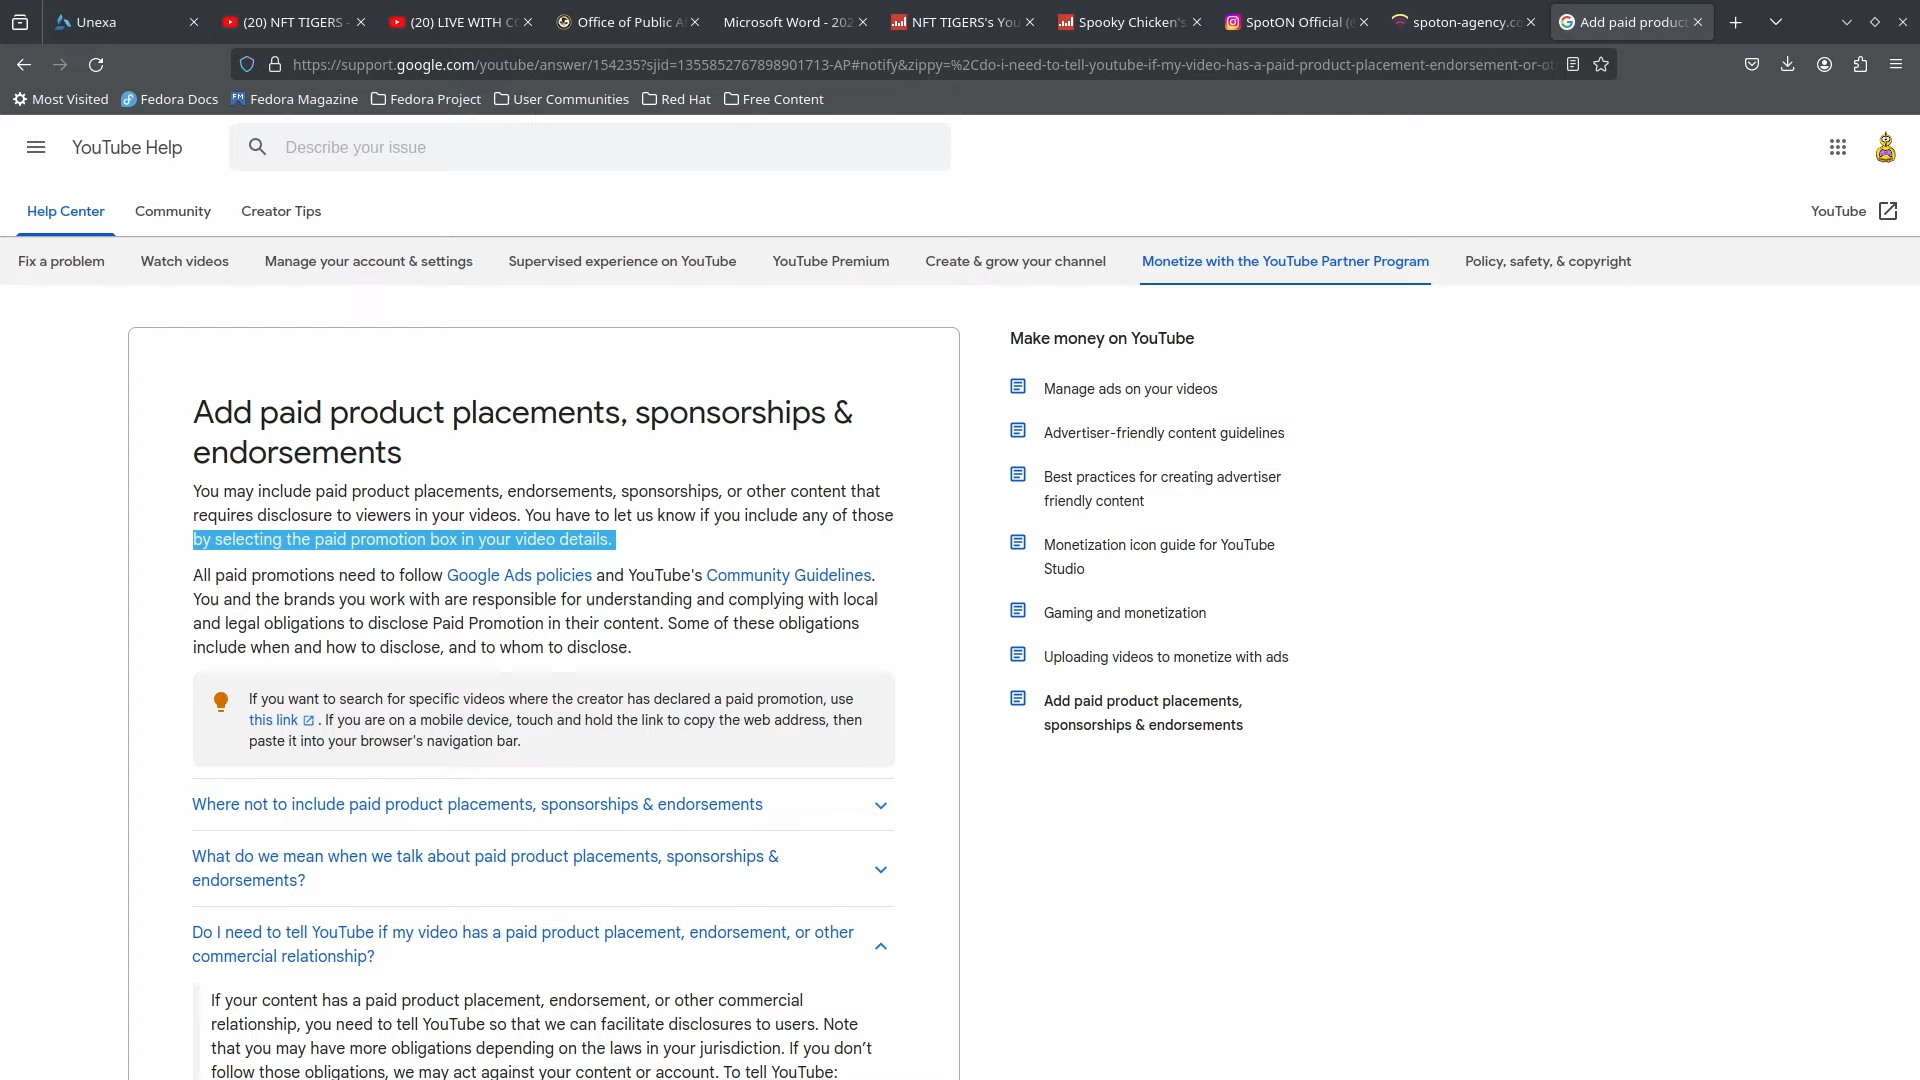 Unexa
(20) NFT TIGERS -
(20) LIVE WITH CO
Office of Public A
Microsoft Word - 202
NFT TIGERS's You
Spooky Chicken's
SpotON Official (
spoton-agency.co
Add paid product
https://support.google.com/youtube/answer/154235?sjid=1355852767898901713-AP#notify&zippy=%2Cdo-i-need-to-tell-youtube-if-my-video-has-a-paid-product-placement-endorsement-or-ot
Most Visited
Fedora Docs
Fedora Magazine
Fedora Project
User Communities
Red Hat
Free Content
YouTube Help
Describe your issue
Help Center
Community
Creator Tips
YouTube
Fix a problem
Watch videos
Manage your account & settings
Supervised experience on YouTube
YouTube Premium
Create & grow your channel
Monetize with the YouTube Partner Program
Policy, safety, & copyright
Add paid product placements, sponsorships &
endorsements
You may include paid product placements, endorsements, sponsorships, or other content that
requires disclosure to viewers in your videos. You have to let us know if you include any of those
by selecting the paid promotion box in your video details.
All paid promotions need to follow Google Ads policies and YouTube's Community Guidelines.
You and the brands you work with are responsible for understanding and complying with local
and legal obligations to disclose Paid Promotion in their content. Some of these obligations
include when and how to disclose, and to whom to disclose.
If you want to search for specific videos where the creator has declared a paid promotion, use
this link . If you are on a mobile device, touch and hold the link to copy the web address, then
paste it into your browser's navigation bar.
Where not to include paid product placements, sponsorships & endorsements
What do we mean when we talk about paid product placements, sponsorships &
endorsements?
Do I need to tell YouTube if my video has a paid product placement, endorsement, or other
commercial relationship?
If your content has a paid product placement, endorsement, or other commercial
relationship, you need to tell YouTube so that we can facilitate disclosures to users. Note
that you may have more obligations depending on the laws in your jurisdiction. If you don’t
follow those obligations, we may act against your content or account. To tell YouTube:
Make money on YouTube
Manage ads on your videos
Advertiser-friendly content guidelines
Best practices for creating advertiser
friendly content
Monetization icon guide for YouTube
Studio
Gaming and monetization
Uploading videos to monetize with ads
Add paid product placements,
sponsorships & endorsements